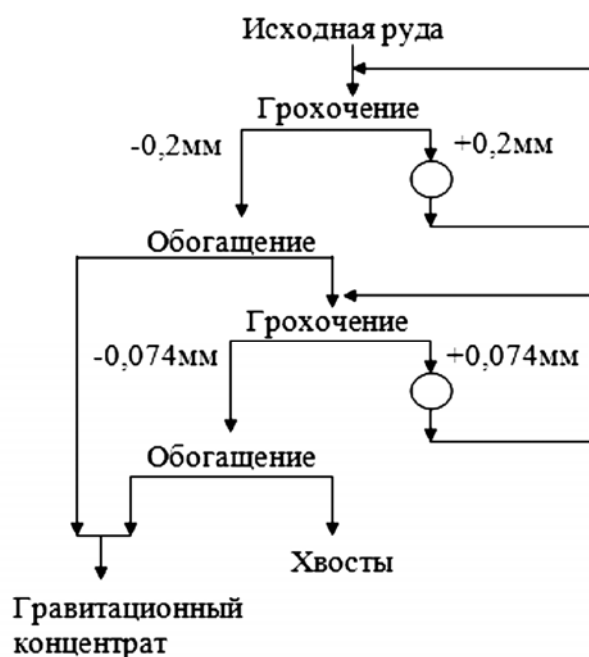 Исходная руда
Грохочение
-0,2мм
+0,2мм
Обогащение
Грохочение
-0,074мм
+0,074мм
Обогащение
Хвосты
Гравитационный
концентрат